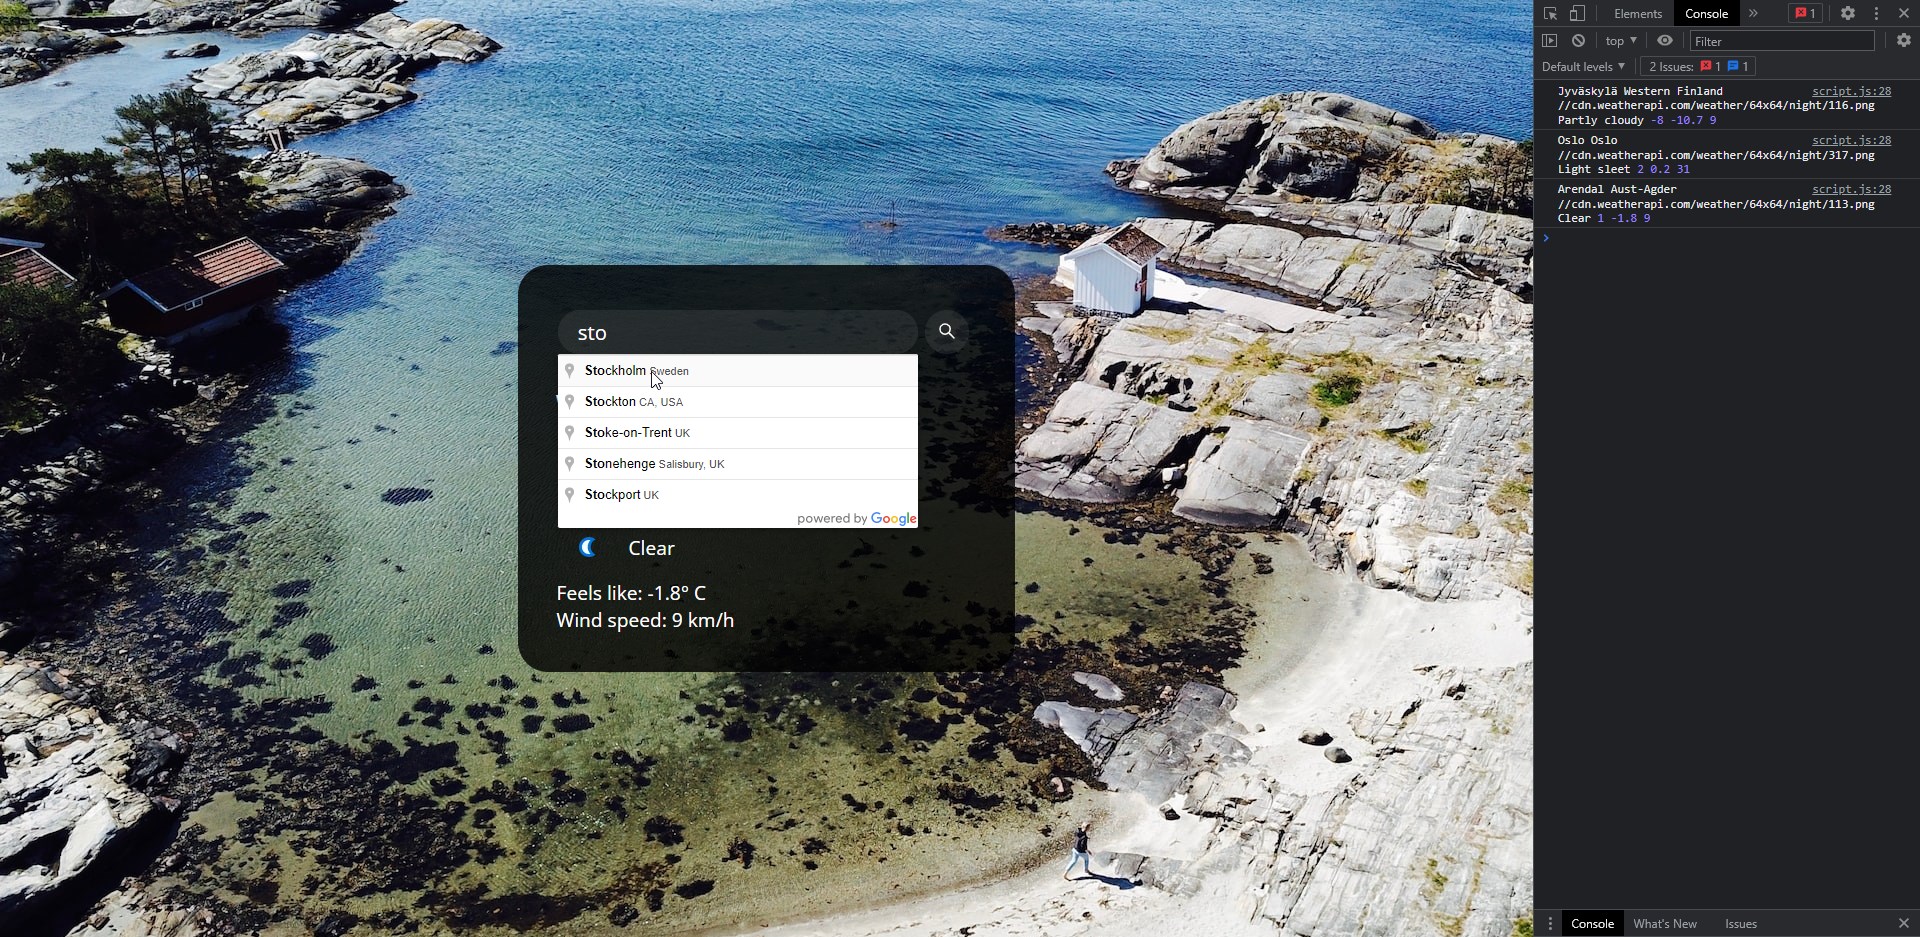 sto
Stockholm Sweden
Stockton CA, USA
Stoke-on-Trent UK
Stonehenge Salisbury, UK
Stockport UK
powered by Google
Clear
Feels like: -1.8° C
Wind speed: 9 km/h
Elements Console » 1
top Filter
Default levels 2 Issues: 1 1
Jyväskylä Western Finland script.js:28
//cdn.weatherapi.com/weather/64x64/night/116.png
Partly cloudy -8 -10.7 9
Oslo Oslo script.js:28
//cdn.weatherapi.com/weather/64x64/night/317.png
Light sleet 2 0.2 31
Arendal Aust-Agder script.js:28
//cdn.weatherapi.com/weather/64x64/night/113.png
Clear 1 -1.8 9
Console What's New Issues